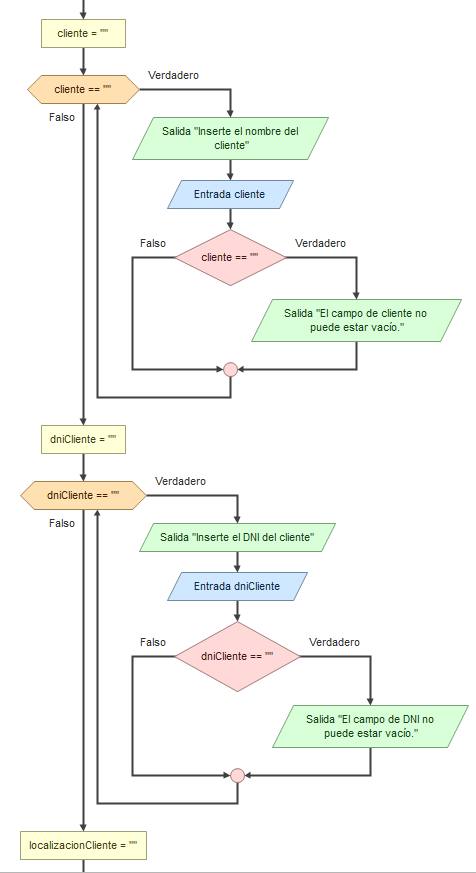 cliente = ""
cliente == ""
Verdadero
Falso
Salida "Inserte el nombre del
cliente"
Entrada cliente
Falso
Verdadero
cliente == ""
Salida "El campo de cliente no
puede estar vacío."
dniCliente = ""
dniCliente == ""
Verdadero
Falso
Salida "Inserte el DNI del cliente"
Entrada dniCliente
Falso
Verdadero
dniCliente == ""
Salida "El campo de DNI no
puede estar vacío."
localizacionCliente = ""